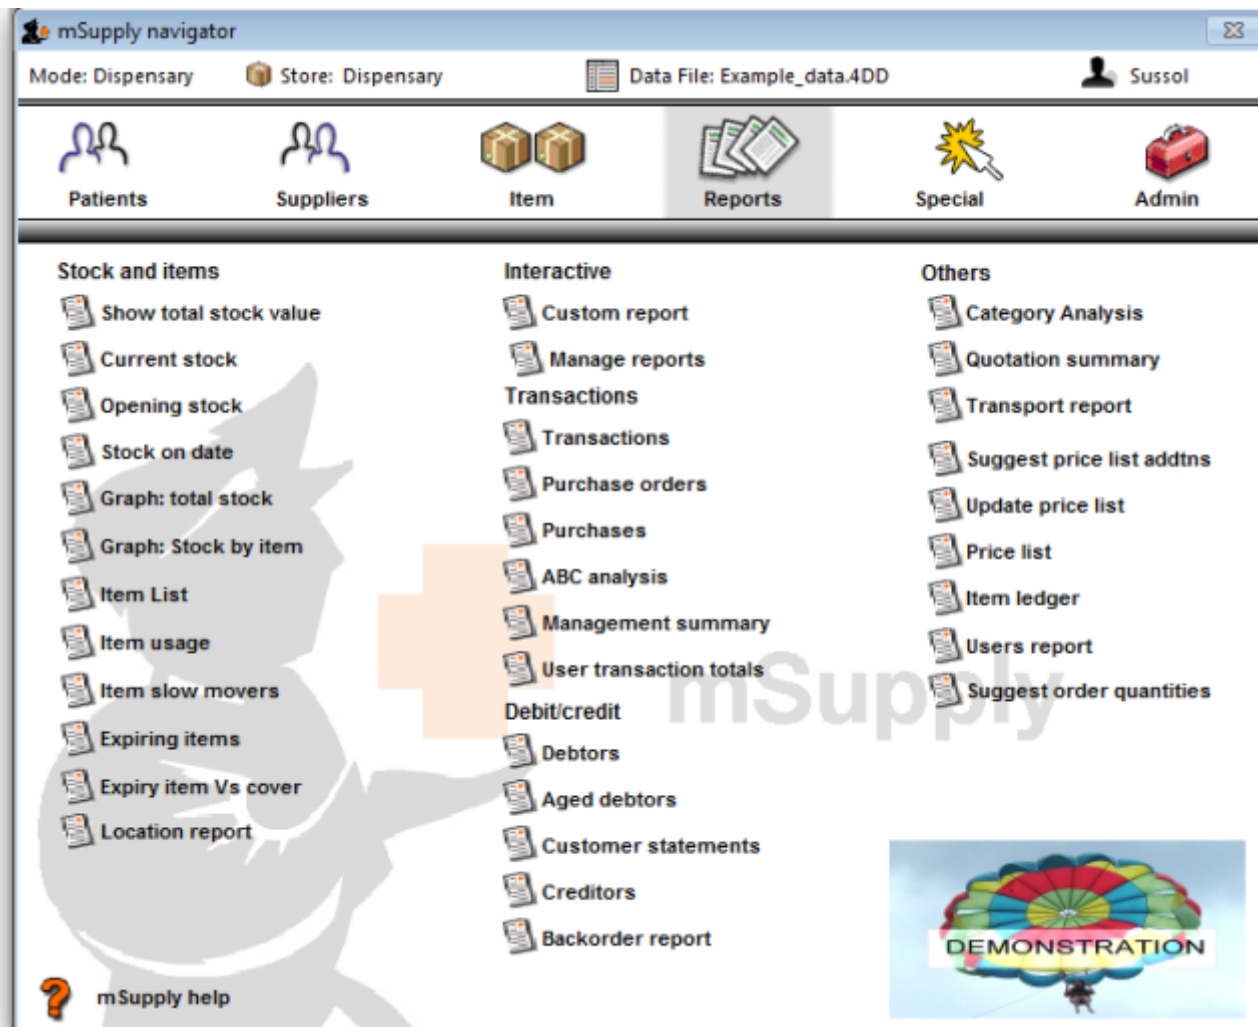 mSupply navigator
Mode: Dispensary
Store: Dispensary
Data File: Example_data.4DD
Sussol
Patients
Suppliers
Item
Reports
Special
Admin
Stock and items
Show total stock value
Current stock
Opening stock
Stock on date
Graph: total stock
Graph: Stock by item
Item List
Item usage
Item slow movers
Expiring items
Expiry item Vs cover
Location report
Interactive
Custom report
Manage reports
Transactions
Transactions
Purchase orders
Purchases
ABC analysis
Management summary
User transaction totals
Debit/credit
Debtors
Aged debtors
Customer statements
Creditors
Backorder report
Others
Category Analysis
Quotation summary
Transport report
Suggest price list addtns
Update price list
Price list
Item ledger
Users report
Suggest order quantities
mSupply
DEMONSTRATION
mSupply help